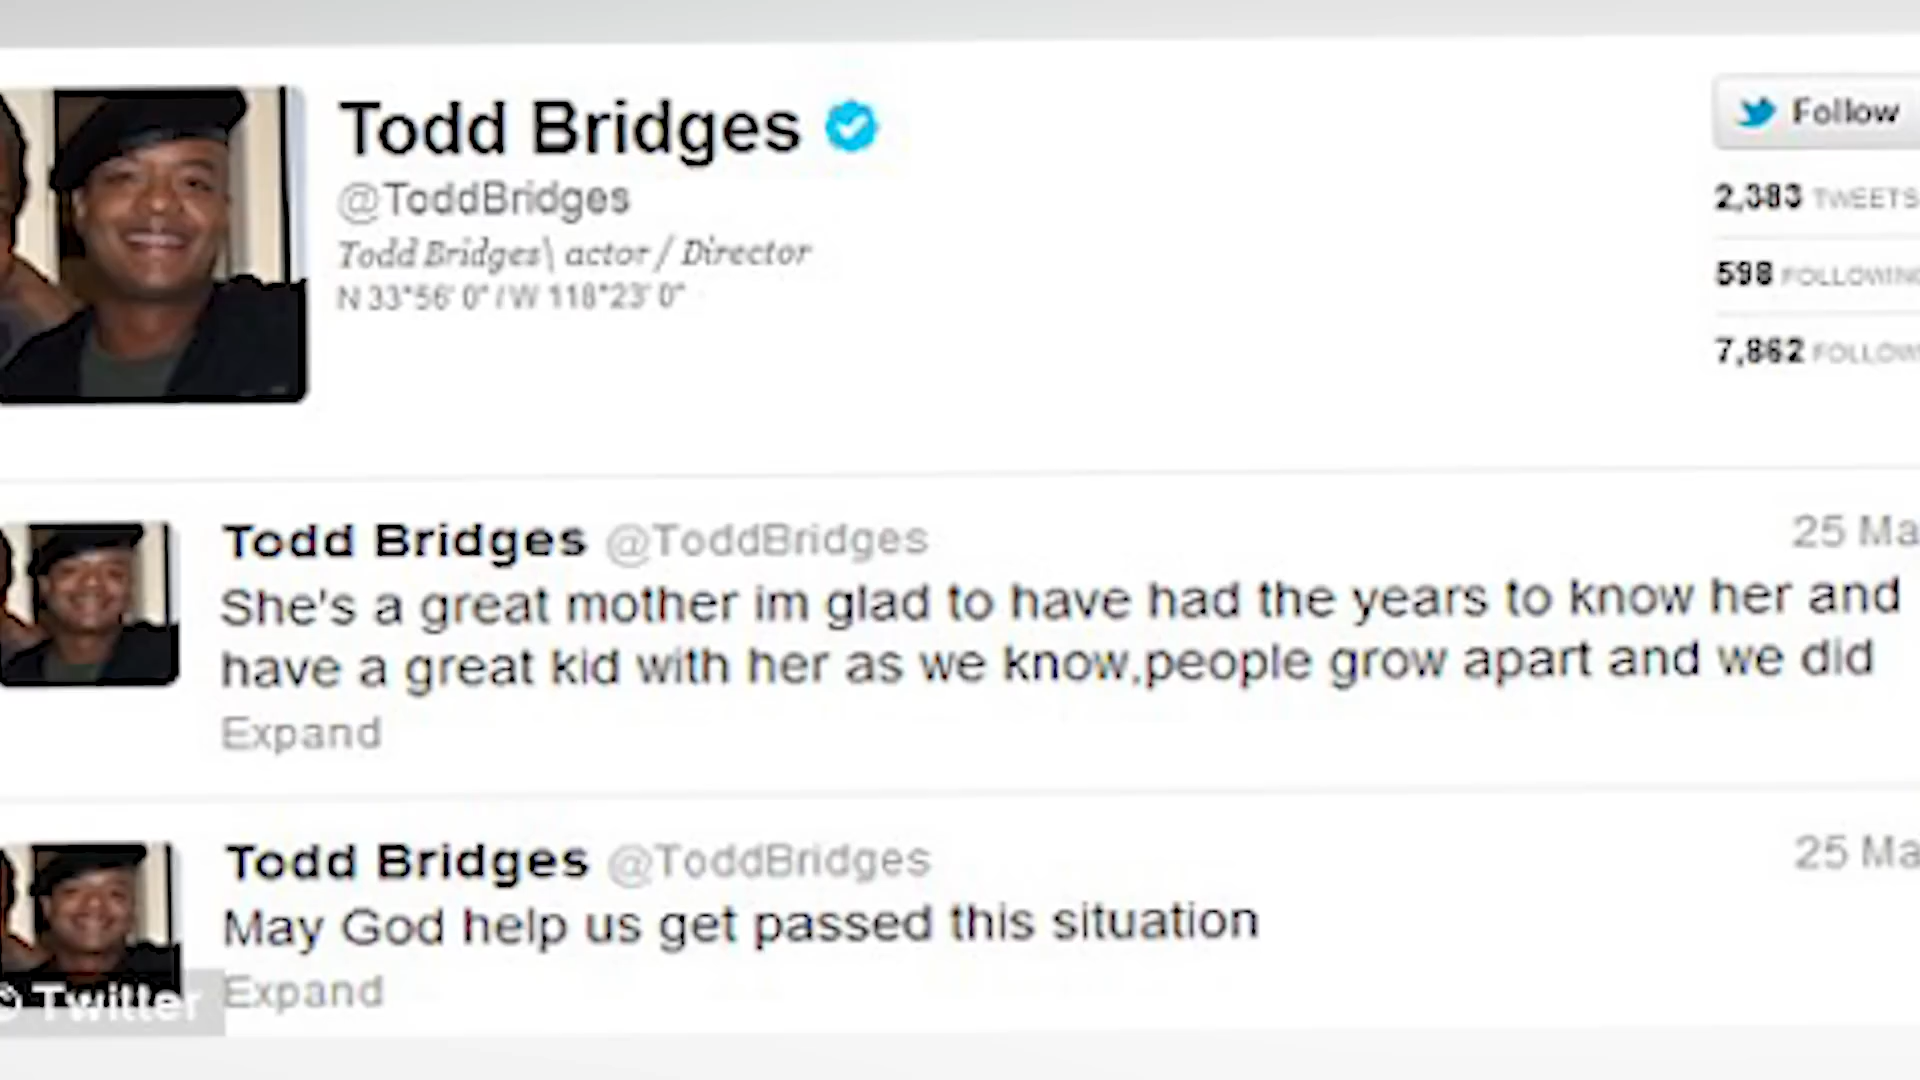 Todd Bridges
@ToddBridges
Todd Bridges\ actor / Director
N 33°56' 0" / W 118°23' 0"
Follow
2,383 TWEETS
598 FOLLOWING
7,862
Todd Bridges @ToddBridges 25 Ma
She's a great mother im glad to have had the years to know her and
have a great kid with her as we know,people grow apart and we did
Expand
Todd Bridges @ToddBridges 25 Ma
May God help us get passed this situation
Expand
© Twitter